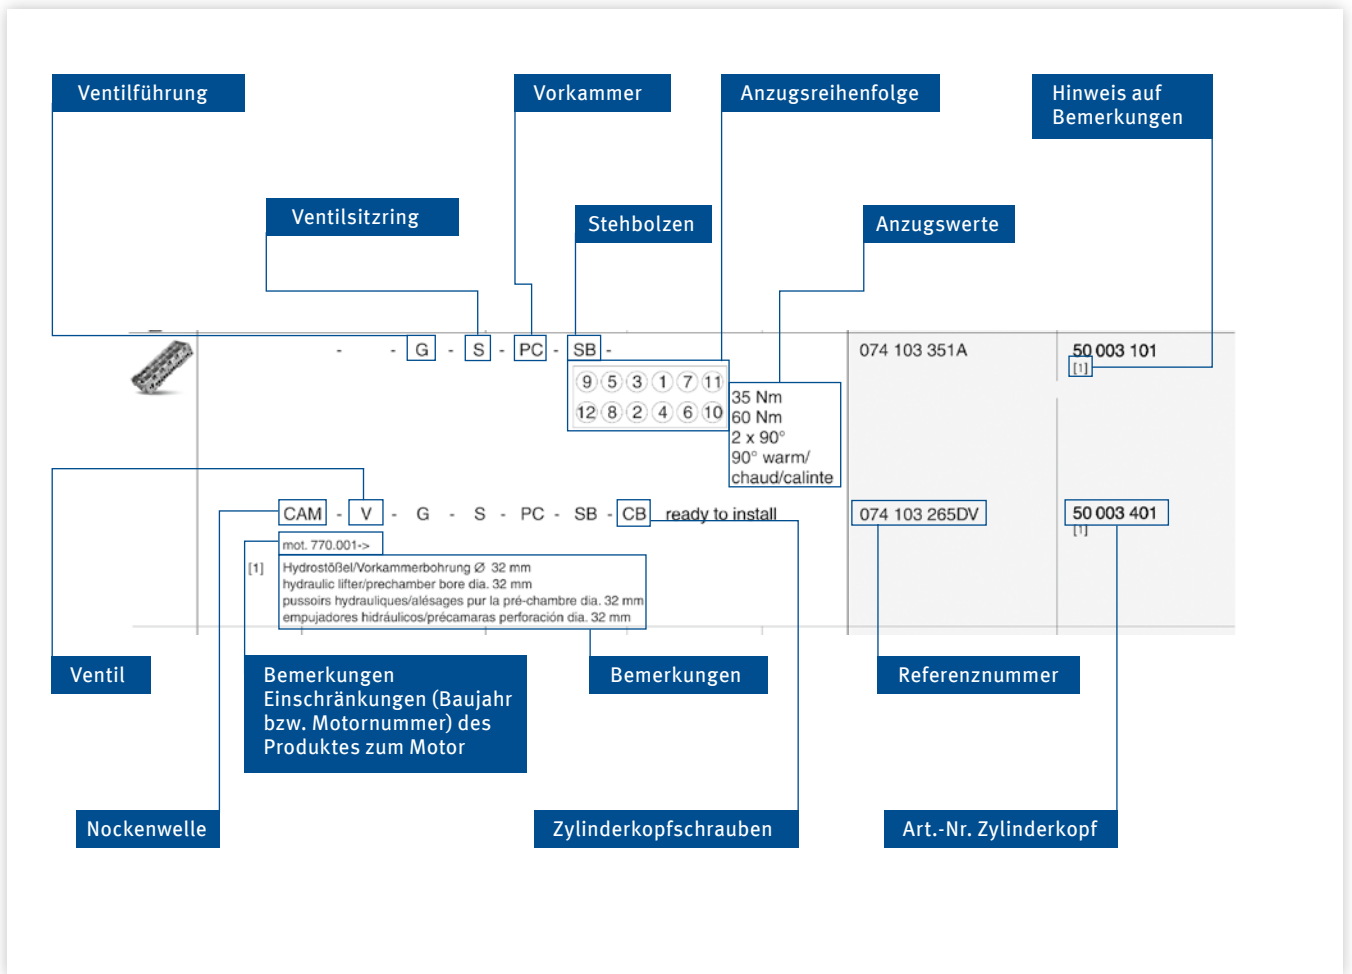 Ventilführung
Vorkammer
Anzugsreihenfolge
Hinweis auf
Bemerkungen
Ventilsitzring
Stehbolzen
Anzugswerte
- - G - S - PC - SB -
074 103 351A
50 003 101
[1]
9 5 3 1 7 11
12 8 2 4 6 10
35 Nm
60 Nm
2 x 90°
90° warm/
chaud/calinte
CAM - V - G - S - PC - SB - CB ready to install
074 103 265DV
50 003 401
[1]
mot. 770.001->
[1] Hydrostößel/Vorkammerbohrung Ø 32 mm
hydraulic lifter/prechamber bore dia. 32 mm
pussoirs hydrauliques/alésages pur la pré-chambre dia. 32 mm
empujadores hidráulicos/précamaras perforación dia. 32 mm
Ventil
Bemerkungen
Einschränkungen (Baujahr
bzw. Motornummer) des
Produktes zum Motor
Bemerkungen
Referenznummer
Nockenwelle
Zylinderkopfschrauben
Art.-Nr. Zylinderkopf